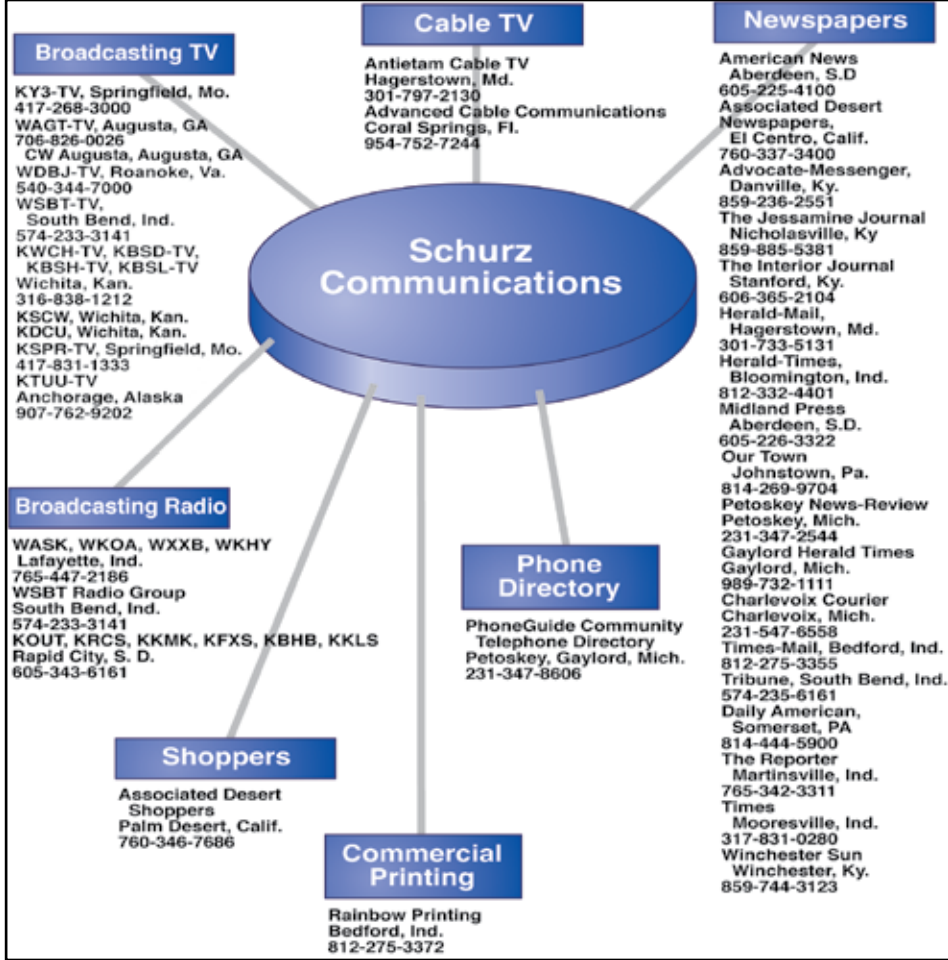 Broadcasting TV
KY3-TV, Springfield, Mo.
417-268-3000
WAGT-TV, Augusta, GA
706-826-0026
CW Augusta, Augusta, GA
WDBJ-TV, Roanoke, Va.
540-344-7000
WSBT-TV,
South Bend, Ind.
574-233-3141
KWCH-TV, KBSD-TV,
KBSH-TV, KBSL-TV
Wichita, Kan.
316-838-1212
KSCW, Wichita, Kan.
KDCU, Wichita, Kan.
KSPR-TV, Springfield, Mo.
417-831-1333
KTUU-TV
Anchorage, Alaska
907-762-9202
Cable TV
Antietam Cable TV
Hagerstown, Md.
301-797-2130
Advanced Cable Communications
Coral Springs, Fl.
954-752-7244
Newspapers
American News
Aberdeen, S.D
605-225-4100
Associated Desert
Newspapers,
El Centro, Calif.
760-337-3400
Advocate-Messenger,
Danville, Ky.
859-236-2551
The Jessamine Journal
Nicholasville, Ky
859-885-5381
The Interior Journal
Stanford, Ky.
606-365-2104
Herald-Mail,
Hagerstown, Md.
301-733-5131
Herald-Times,
Bloomington, Ind.
812-332-4401
Midland Press
Aberdeen, S.D.
605-226-3322
Our Town
Johnstown, Pa.
814-269-9704
Petoskey News-Review
Petoskey, Mich.
231-347-2544
Gaylord Herald Times
Gaylord, Mich.
989-732-1111
Charlevoix Courier
Charlevoix, Mich.
231-547-6558
Times-Mail, Bedford, Ind.
812-275-3355
Tribune, South Bend, Ind.
574-235-6161
Daily American,
Somerset, PA
814-444-5900
The Reporter
Martinsville, Ind.
765-342-3311
Times
Mooresville, Ind.
317-831-0280
Winchester Sun
Winchester, Ky.
859-744-3123
Schurz
Communications
Broadcasting Radio
WASK, WKOA, WXXB, WKHY
Lafayette, Ind.
765-447-2186
WSBT Radio Group
South Bend, Ind.
574-233-3141
KOUT, KRCS, KKMK, KFXS, KBHB, KKLS
Rapid City, S. D.
605-343-6161
Phone
Directory
PhoneGuide Community
Telephone Directory
Petoskey, Gaylord, Mich.
231-347-8606
Shoppers
Associated Desert
Shoppers
Palm Desert, Calif.
760-346-7686
Commercial
Printing
Rainbow Printing
Bedford, Ind.
812-275-3372